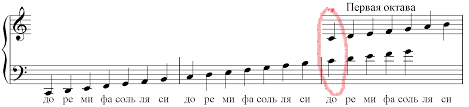 Первая октава
до ре ми фа соль ля си до ре ми фа соль ля си до ре ми фа соль ля си